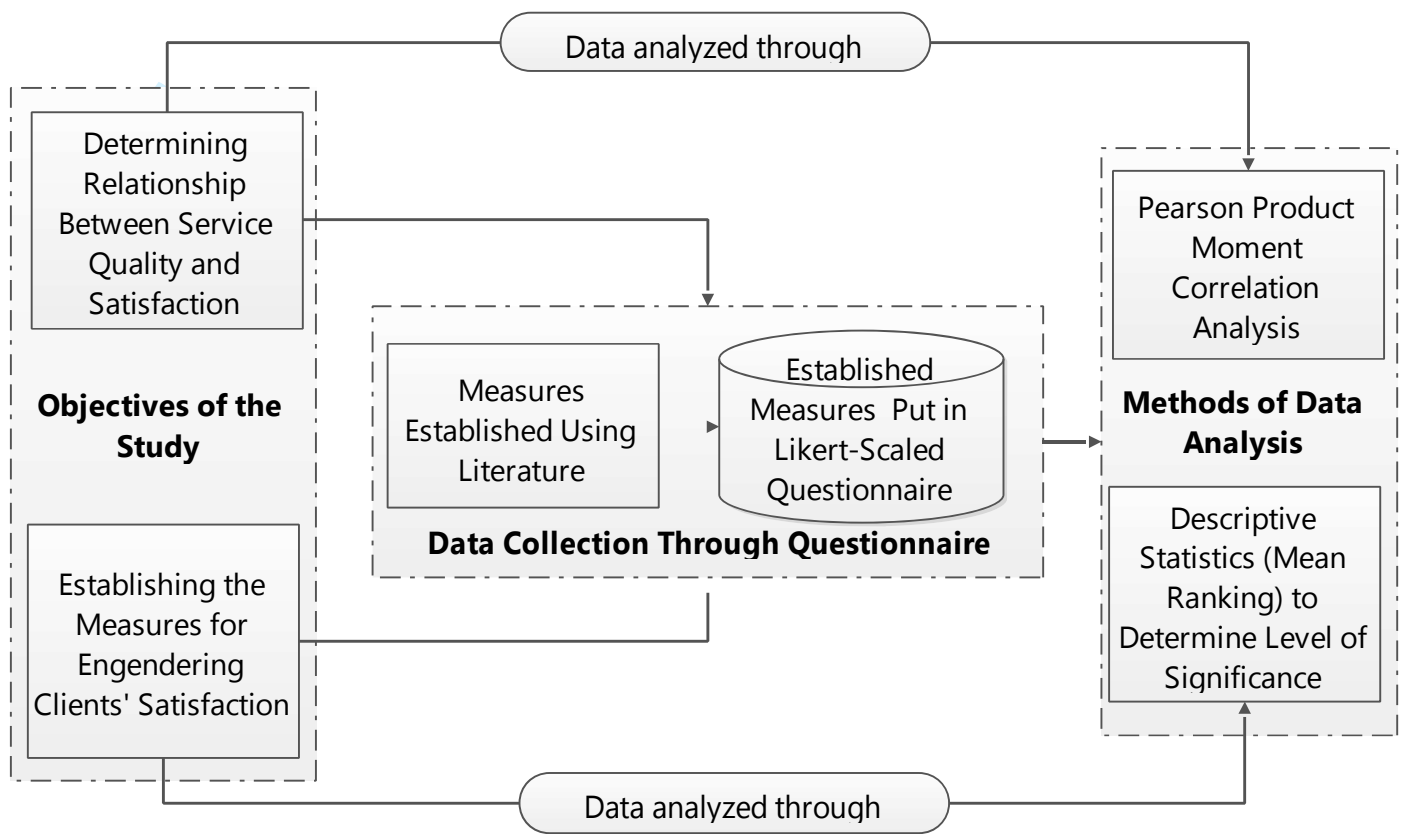 Data analyzed through
Determining
Relationship
Between Service
Quality and
Satisfaction
Objectives of the
Study
Establishing the
Measures for
Engendering
Clients' Satisfaction
Measures
Established Using
Literature
Established
Measures Put in
Likert-Scaled
Questionnaire
Data Collection Through Questionnaire
Pearson Product
Moment
Correlation
Analysis
Methods of Data
Analysis
Descriptive
Statistics (Mean
Ranking) to
Determine Level of
Significance
Data analyzed through